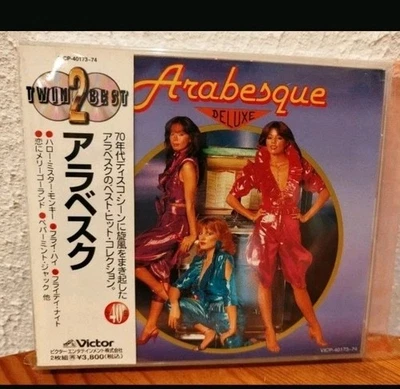 VICP-40173~74
TWIN 2 BEST
アラベスク
70年代ディスコ・シーンに旋風をまき起した
アラベスクのベスト・ヒット・コレクション。
●ハロー・ミスター・モンキー ●フライ・ハイ ●フライデイ・ナイト
●恋にメリーゴーランド ●ペパーミント・ジャック 他
Victor
ビクターエンタテインメント株式会社
2枚組 ¥3,800(税込)
Arabesque
DELUXE
VICP-40173~74